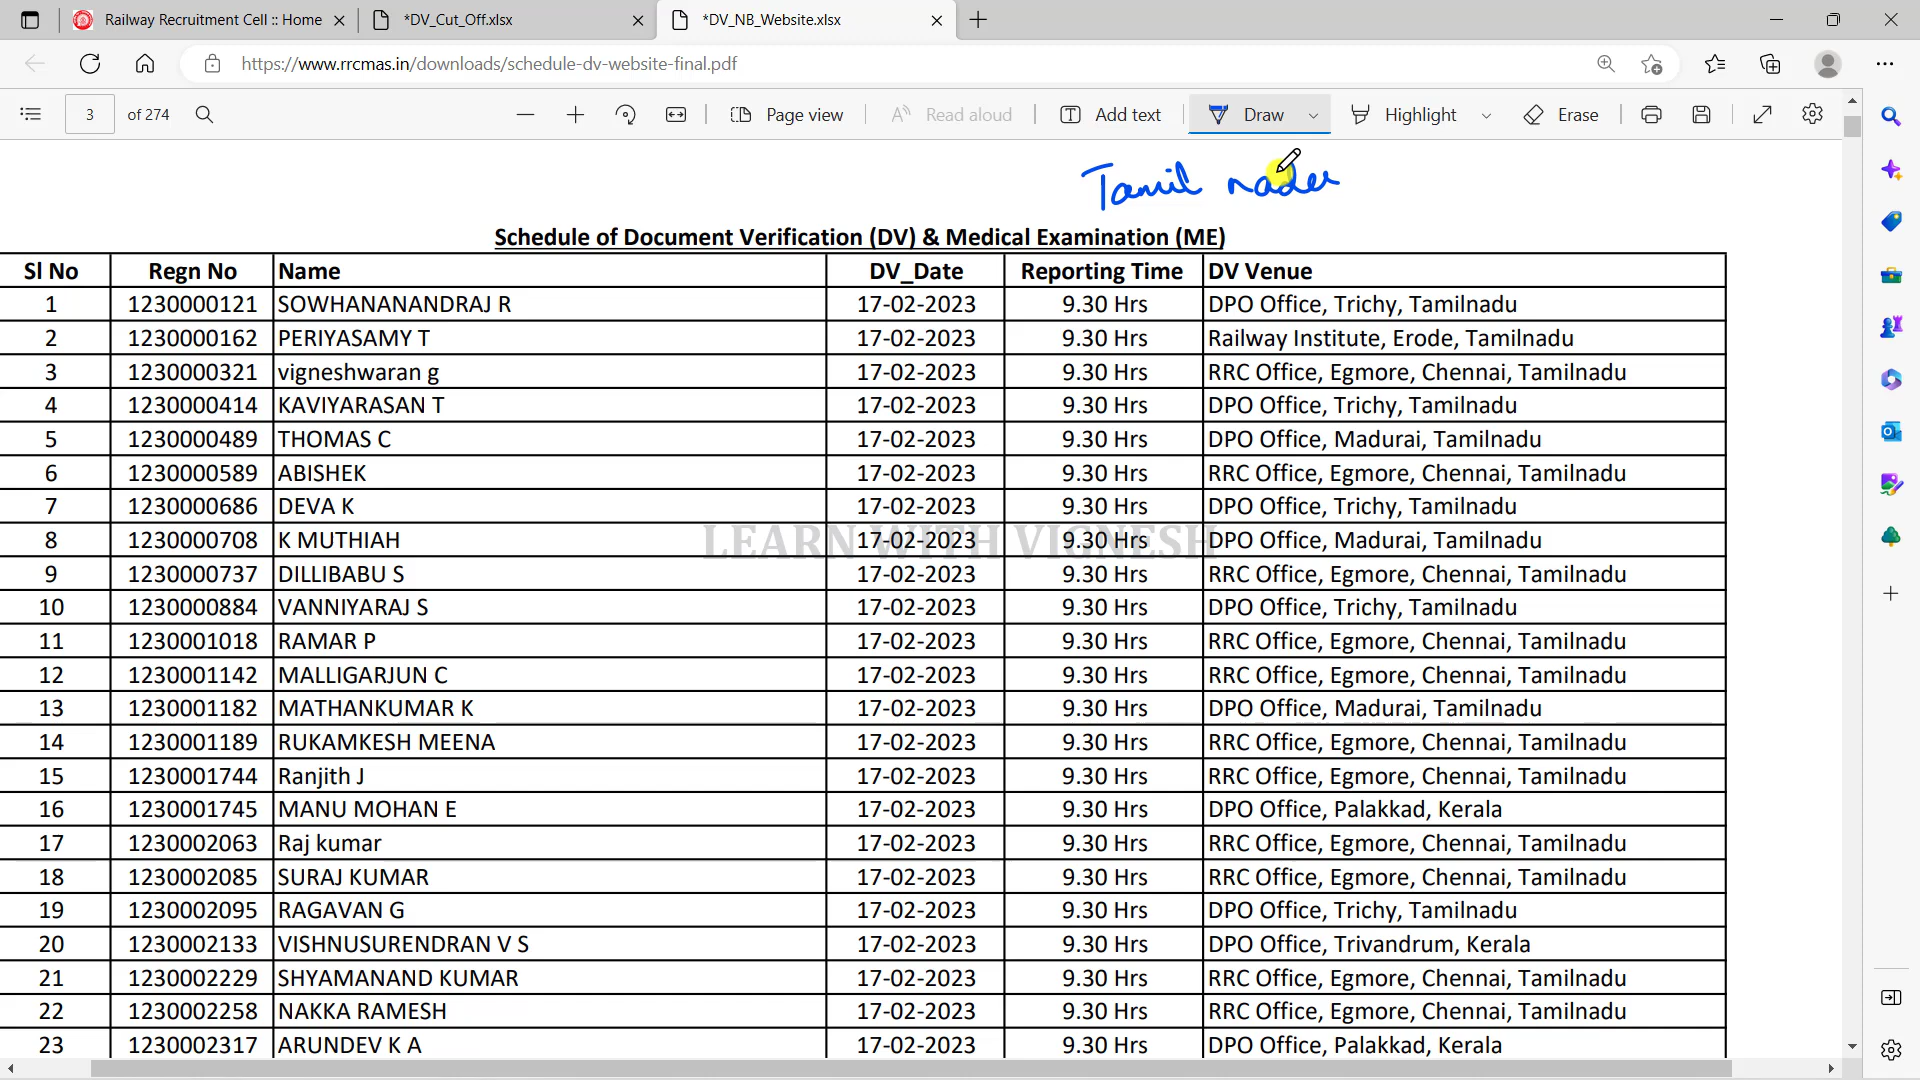 Railway Recruitment Cell :: Home
*DV_Cut_Off.xlsx
*DV_NB_Website.xlsx
https://www.rrcmas.in/downloads/schedule-dv-website-final.pdf
3 of 274 Page view Read aloud Add text Draw Highlight Erase
Tamil nadu
Schedule of Document Verification (DV) & Medical Examination (ME)
Sl No Regn No Name DV_Date Reporting Time DV Venue
1 1230000121 SOWHANANANDRAJ R 17-02-2023 9.30 Hrs DPO Office, Trichy, Tamilnadu
2 1230000162 PERIYASAMY T 17-02-2023 9.30 Hrs Railway Institute, Erode, Tamilnadu
3 1230000321 vigneshwaran g 17-02-2023 9.30 Hrs RRC Office, Egmore, Chennai, Tamilnadu
4 1230000414 KAVIYARASAN T 17-02-2023 9.30 Hrs DPO Office, Trichy, Tamilnadu
5 1230000489 THOMAS C 17-02-2023 9.30 Hrs DPO Office, Madurai, Tamilnadu
6 1230000589 ABISHEK 17-02-2023 9.30 Hrs RRC Office, Egmore, Chennai, Tamilnadu
7 1230000686 DEVA K 17-02-2023 9.30 Hrs DPO Office, Trichy, Tamilnadu
8 1230000708 K MUTHIAH 17-02-2023 9.30 Hrs DPO Office, Madurai, Tamilnadu
LEARN WITH VIGNESH
9 1230000737 DILLIBABU S 17-02-2023 9.30 Hrs RRC Office, Egmore, Chennai, Tamilnadu
10 1230000884 VANNIYARAJ S 17-02-2023 9.30 Hrs DPO Office, Trichy, Tamilnadu
11 1230001018 RAMAR P 17-02-2023 9.30 Hrs RRC Office, Egmore, Chennai, Tamilnadu
12 1230001142 MALLIGARJUN C 17-02-2023 9.30 Hrs RRC Office, Egmore, Chennai, Tamilnadu
13 1230001182 MATHANKUMAR K 17-02-2023 9.30 Hrs DPO Office, Madurai, Tamilnadu
14 1230001189 RUKAMKESH MEENA 17-02-2023 9.30 Hrs RRC Office, Egmore, Chennai, Tamilnadu
15 1230001744 Ranjith J 17-02-2023 9.30 Hrs RRC Office, Egmore, Chennai, Tamilnadu
16 1230001745 MANU MOHAN E 17-02-2023 9.30 Hrs DPO Office, Palakkad, Kerala
17 1230002063 Raj kumar 17-02-2023 9.30 Hrs RRC Office, Egmore, Chennai, Tamilnadu
18 1230002085 SURAJ KUMAR 17-02-2023 9.30 Hrs RRC Office, Egmore, Chennai, Tamilnadu
19 1230002095 RAGAVAN G 17-02-2023 9.30 Hrs DPO Office, Trichy, Tamilnadu
20 1230002133 VISHNUSURENDRAN V S 17-02-2023 9.30 Hrs DPO Office, Trivandrum, Kerala
21 1230002229 SHYAMANAND KUMAR 17-02-2023 9.30 Hrs RRC Office, Egmore, Chennai, Tamilnadu
22 1230002258 NAKKA RAMESH 17-02-2023 9.30 Hrs RRC Office, Egmore, Chennai, Tamilnadu
23 1230002317 ARUNDEV K A 17-02-2023 9.30 Hrs DPO Office, Palakkad, Kerala